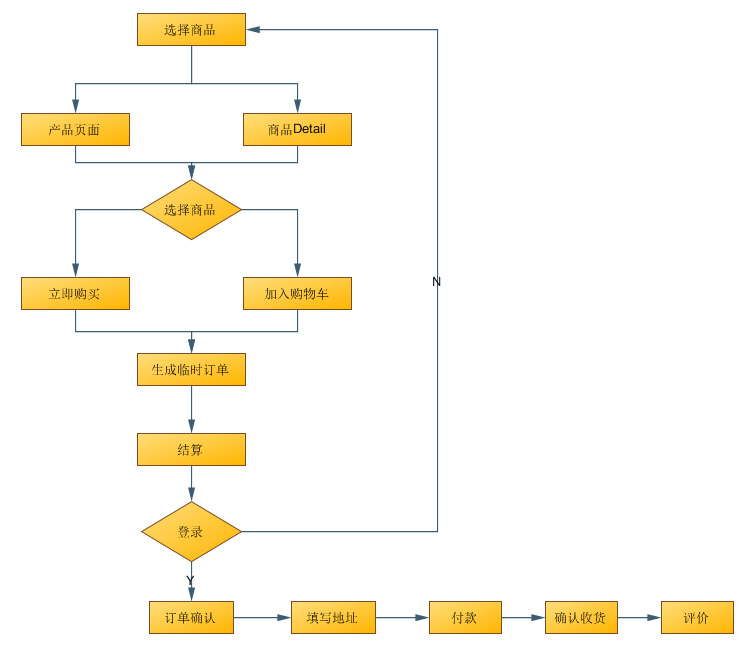 选择商品
产品页面
商品Detail
选择商品
立即购买
加入购物车
N
生成临时订单
结算
登录
Y
订单确认
填写地址
付款
确认收货
评价